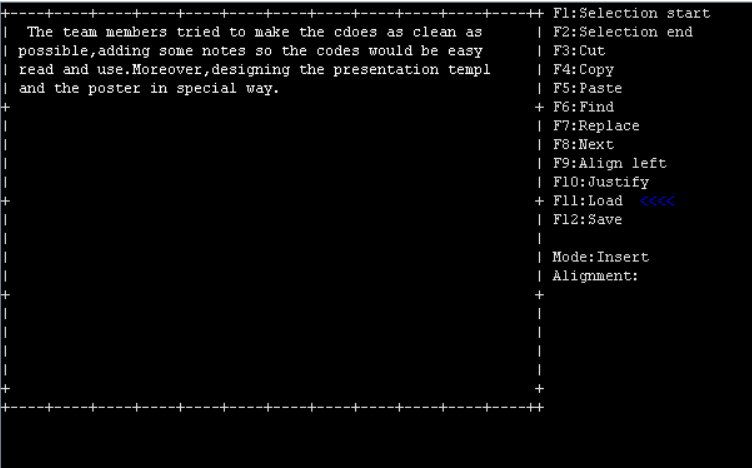 The team members tried to make the cdoes as clean as
possible,adding some notes so the codes would be easy
read and use.Moreover,designing the presentation templ
and the poster in special way.
F1:Selection start
F2:Selection end
F3:Cut
F4:Copy
F5:Paste
F6:Find
F7:Replace
F8:Next
F9:Align left
F10:Justify
F11:Load <<<<
F12:Save
Mode:Insert
Alignment: